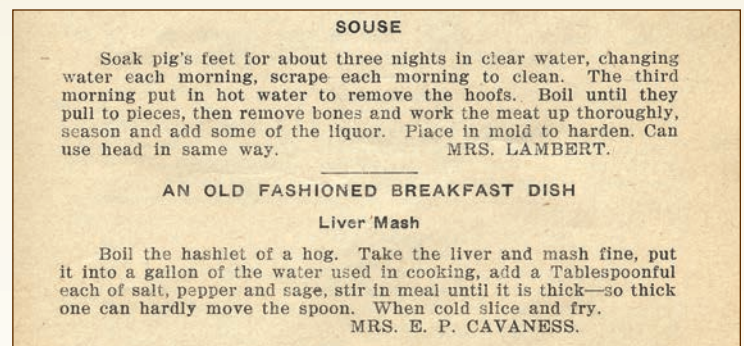 SOUSE
Soak pig's feet for about three nights in clear water, changing
water each morning, scrape each morning to clean. The third
morning put in hot water to remove the hoofs. Boil until they
pull to pieces, then remove bones and work the meat up thoroughly,
season and add some of the liquor. Place in mold to harden. Can
use head in same way. MRS. LAMBERT.
AN OLD FASHIONED BREAKFAST DISH
Liver Mash
Boil the hashlet of a hog. Take the liver and mash fine, put
it into a gallon of the water used in cooking, add a Tablespoonful
each of salt, pepper and sage, stir in meal until it is thick—so thick
one can hardly move the spoon. When cold slice and fry.
MRS. E. P. CAVANESS.